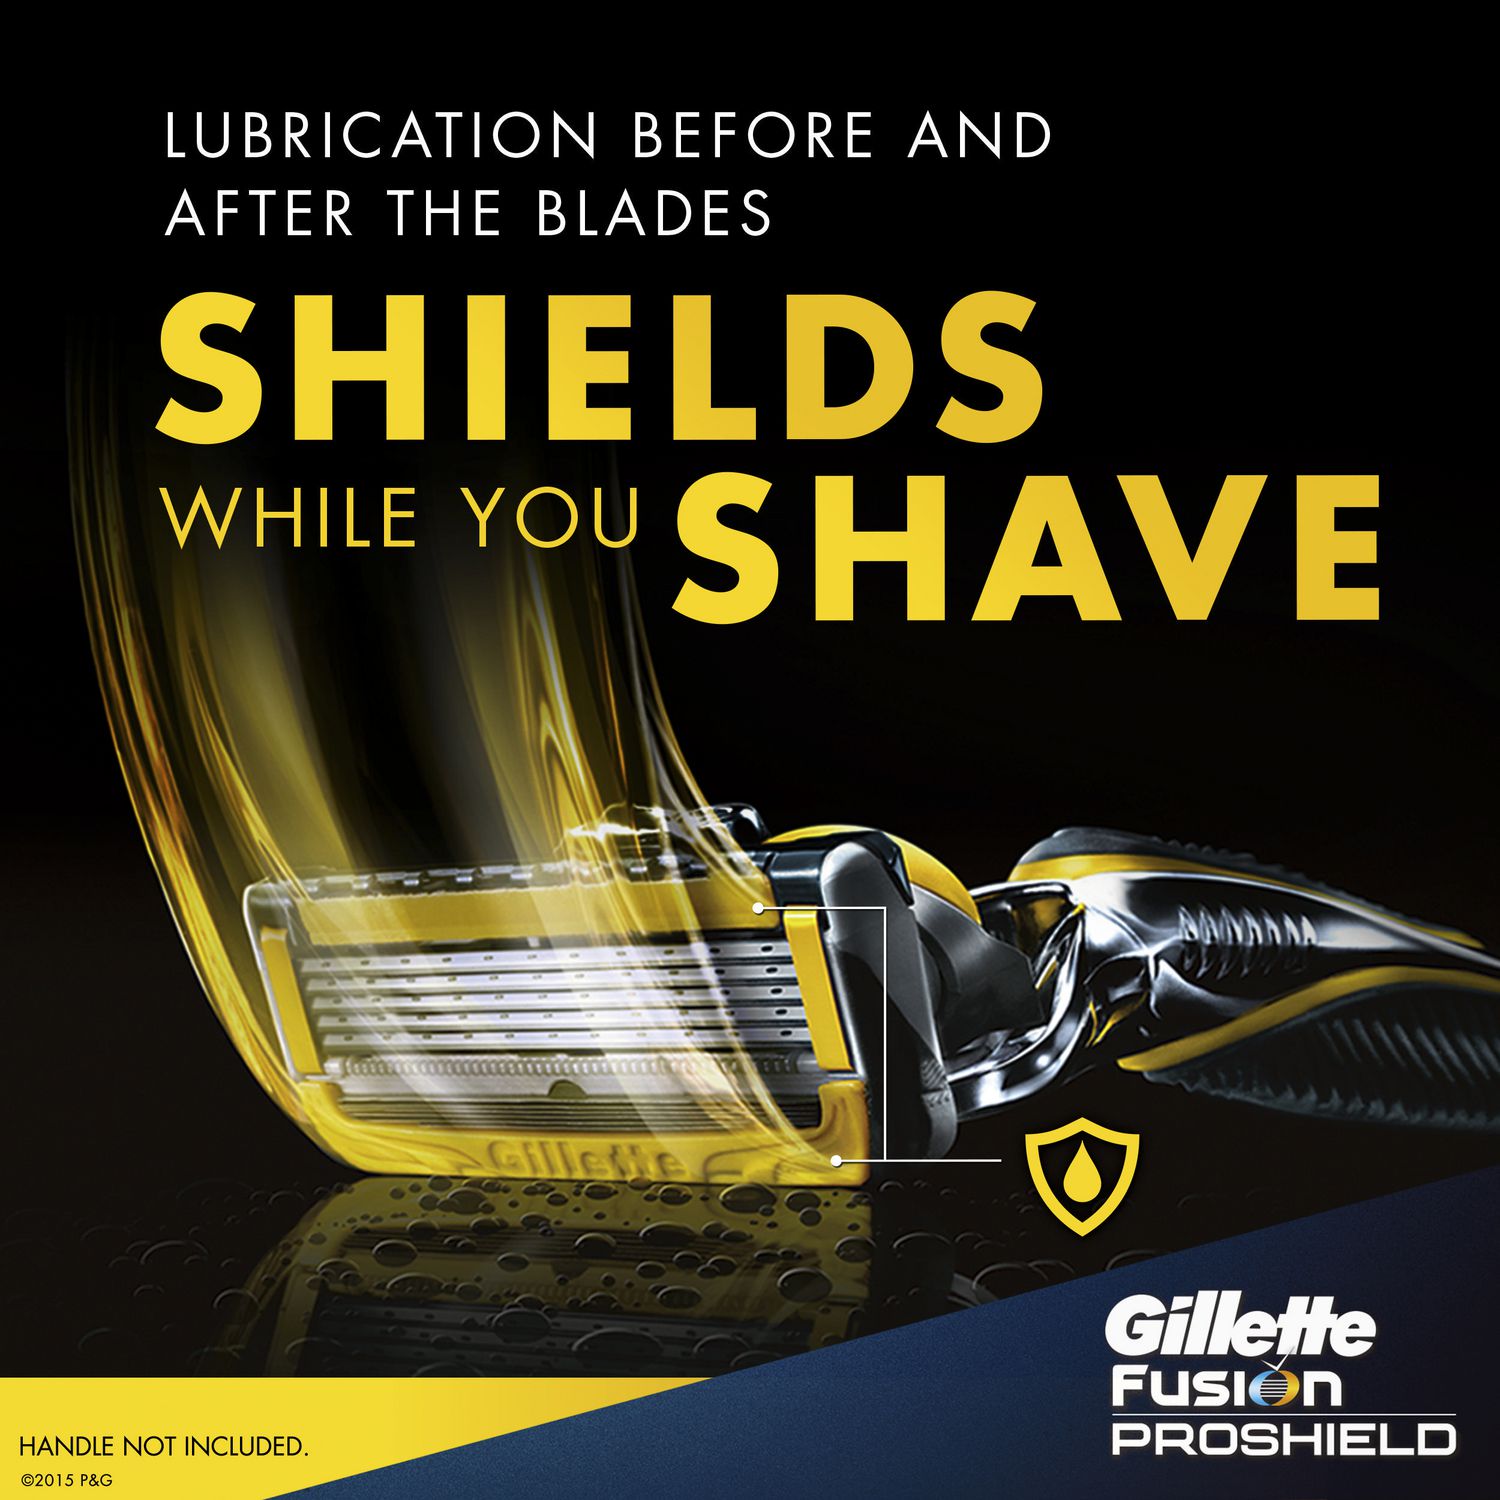 LUBRICATION BEFORE AND
AFTER THE BLADES
SHIELDS
WHILE YOU SHAVE
Gillette
Gillette
FUSION
PROSHIELD
HANDLE NOT INCLUDED.
©2015 P&G